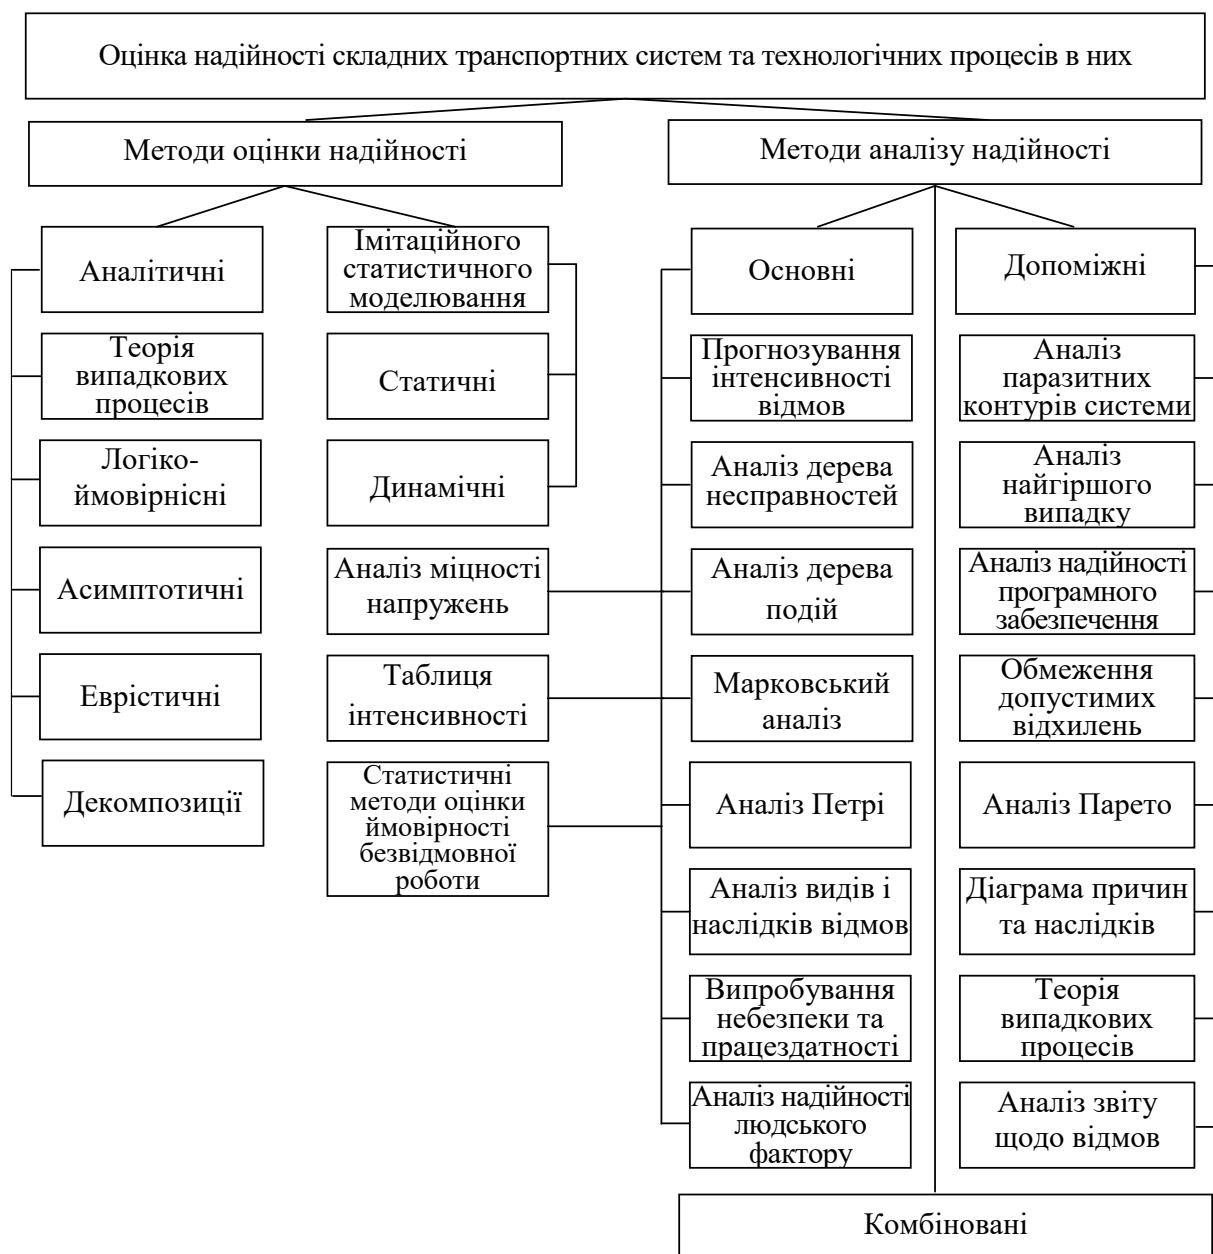 Оцінка надійності складних транспортних систем та технологічних процесів в них
Методи оцінки надійності
Методи аналізу надійності
Аналітичні
Теорія
випадкових
процесів
Логіко-
ймовірнісні
Асимптотичні
Еврістичні
Декомпозиції
Імітаційного
статистичного
моделювання
Статичні
Динамічні
Аналіз міцності
напружень
Таблиця
інтенсивності
Статистичні
методи оцінки
ймовірності
безвідмовної
роботи
Основні
Прогнозування
інтенсивності
відмов
Аналіз дерева
несправностей
Аналіз дерева
подій
Марковський
аналіз
Аналіз Петрі
Аналіз видів і
наслідків відмов
Випробування
небезпеки та
працездатності
Аналіз надійності
людського
фактору
Допоміжні
Аналіз
паразитних
контурів системи
Аналіз
найгіршого
випадку
Аналіз надійності
програмного
забезпечення
Обмеження
допустимих
відхилень
Аналіз Парето
Діаграма причин
та наслідків
Теорія
випадкових
процесів
Аналіз звіту
щодо відмов
Комбіновані